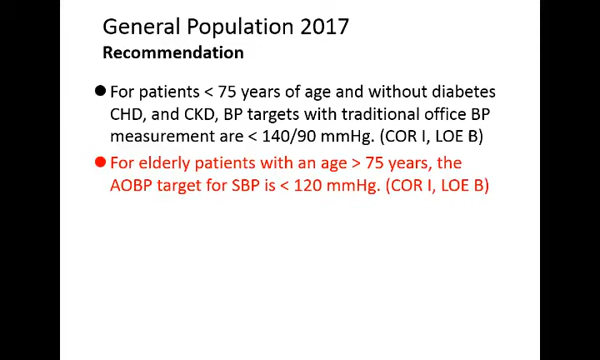 General Population 2017
Recommendation
● For patients < 75 years of age and without diabetes
CHD, and CKD, BP targets with traditional office BP
measurement are < 140/90 mmHg. (COR I, LOE B)
● For elderly patients with an age > 75 years, the
AOBP target for SBP is < 120 mmHg. (COR I, LOE B)